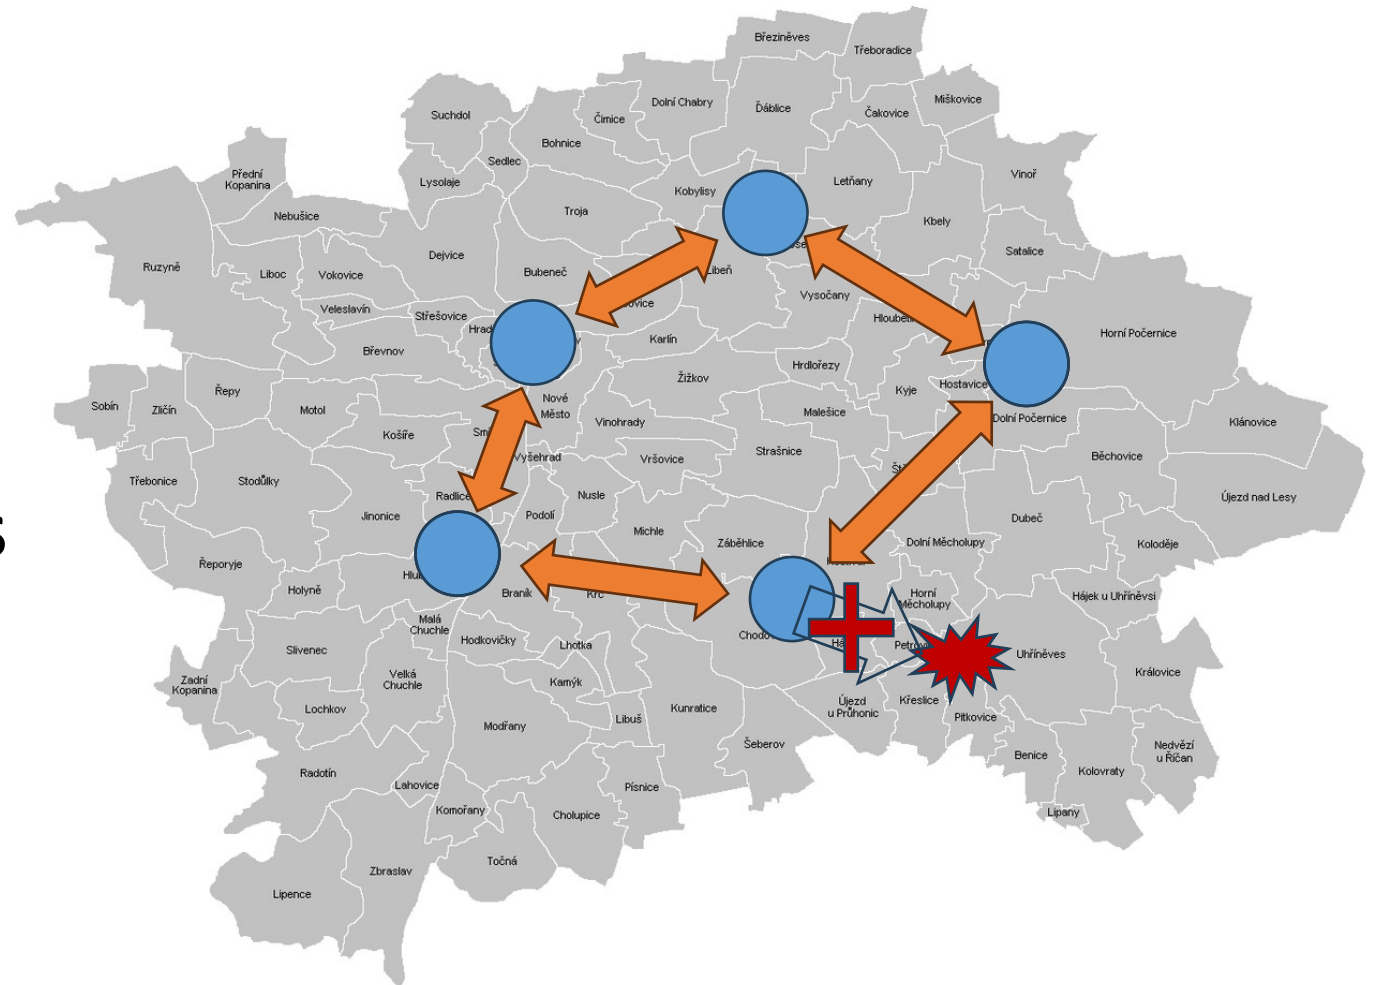 Březiněves
Třeboradice
Miškovice
Dolní Chabry
Ďáblice
Čakovice
Suchdol
Čimice
Bohnice
Sedlec
Přední
Kopanina
Lysolaje
Kobylisy
Letňany
Vinoř
Nebušice
Troja
Kbely
Satalice
Dejvice
Ruzyně
Liboc
Vokovice
Bubeneč
Libeň
Vysočany
Veleslavín
Střešovice
Karlín
Horní Počernice
Břevnov
Hrdlořezy
Žižkov
Kyje
Hostavice
Řepy
Nové
Město
Sobín
Zličín
Motol
Malešice
Dolní Počernice
Vinohrady
Klánovice
Košíře
Strašnice
Vyšehrad
Vršovice
Běchovice
Třebonice
Stodůlky
Radlice
Nusle
Újezd nad Lesy
Jinonice
Podolí
Michle
Záběhlice
Dubeč
Dolní Měcholupy
Koloděje
Řeporyje
Holyně
Braník
Krč
Horní
Měcholupy
Hájek u Uhříněvsi
Malá
Chuchle
Hodkovičky
Lhotka
Slivenec
Uhříněves
Královice
Zadní
Kopanina
Velká
Chuchle
Kamýk
Lochkov
Libuš
Kunratice
Újezd
u Průhonic
Křeslice
Pitkovice
Modřany
Šeberov
Benice
Nedvězí
u Říčan
Radotín
Kolovraty
Lahovice
Písnice
Komořany
Cholupice
Lipany
Točná
Zbraslav
Lipence